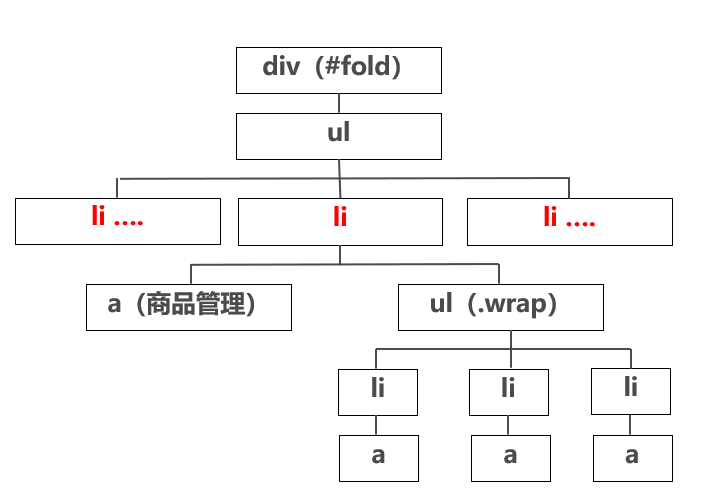 div（#fold）
ul
li ....
li
li ....
a（商品管理）
ul（.wrap）
li
li
li
a
a
a